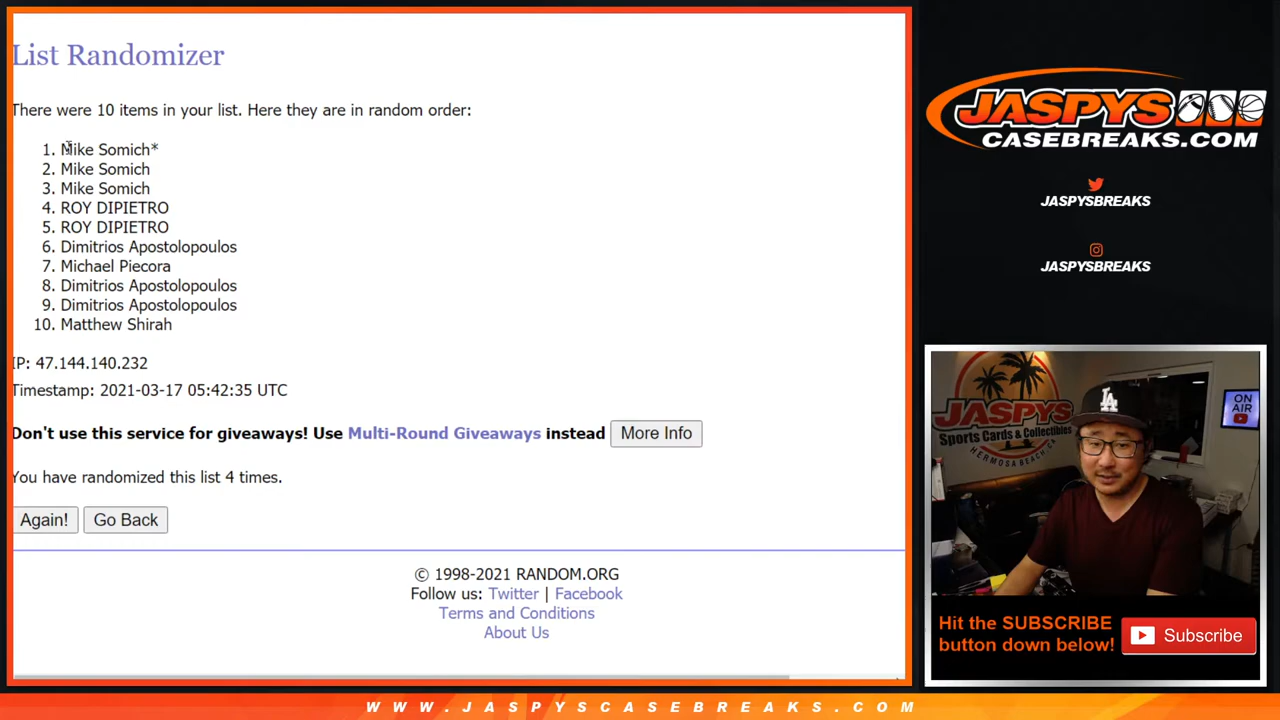 List Randomizer
There were 10 items in your list. Here they are in random order:
1. Mike Somich*
2. Mike Somich
3. Mike Somich
4. ROY DIPIETRO
5. ROY DIPIETRO
6. Dimitrios Apostolopoulos
7. Michael Piecora
8. Dimitrios Apostolopoulos
9. Dimitrios Apostolopoulos
10. Matthew Shirah
IP: 47.144.140.232
Timestamp: 2021-03-17 05:42:35 UTC
Don't use this service for giveaways! Use Multi-Round Giveaways instead More Info
You have randomized this list 4 times.
Again! Go Back
© 1998-2021 RANDOM.ORG
Follow us: Twitter | Facebook
Terms and Conditions
About Us
JASPYS
CASEBREAKS.COM
JASPYSBREAKS
JASPYSBREAKS
JASPYS
Sports Cards & Collectibles
HERMOSA BEACH, CA
LA
ON
AIR
Hit the SUBSCRIBE
button down below!
Subscribe
WWW.JASPYSCASEBREAKS.COM